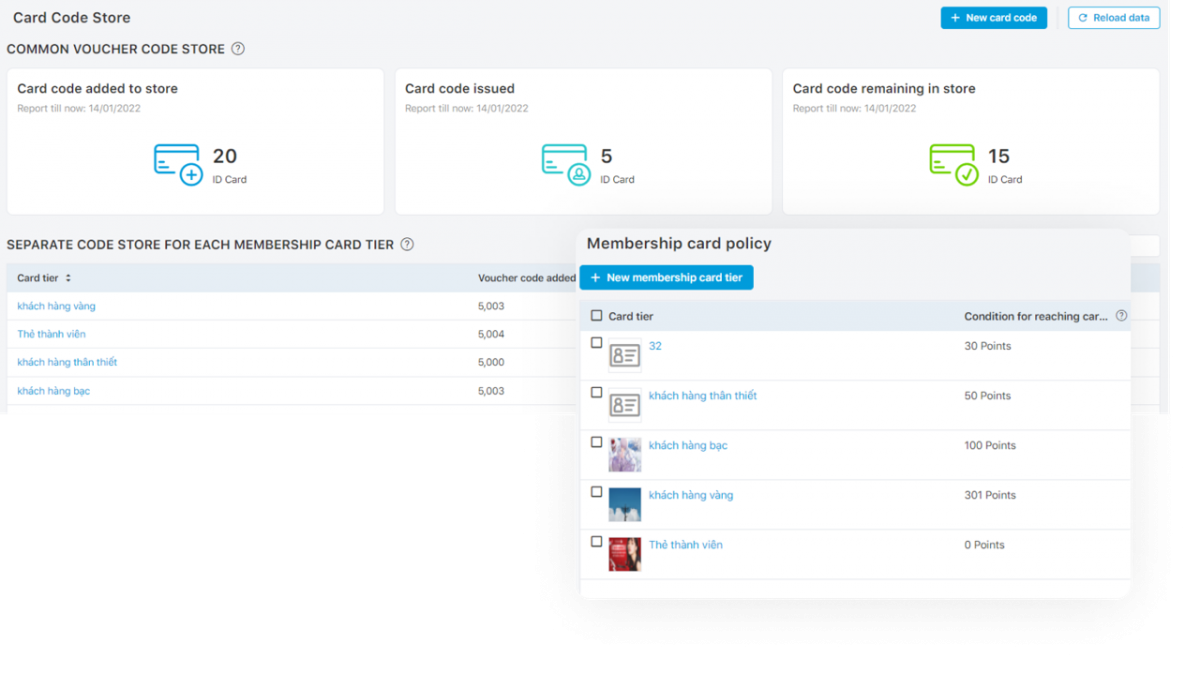 Card Code Store
+ New card code
Reload data
COMMON VOUCHER CODE STORE ?
Card code added to store
Report till now: 14/01/2022
20
ID Card
Card code issued
Report till now: 14/01/2022
5
ID Card
Card code remaining in store
Report till now: 14/01/2022
15
ID Card
SEPARATE CODE STORE FOR EACH MEMBERSHIP CARD TIER ?
Card tier Voucher code added
khách hàng vàng 5,003
Thẻ thành viên 5,004
khách hàng thân thiết 5,000
khách hàng bạc 5,003
Membership card policy
+ New membership card tier
Card tier Condition for reaching car... ?
32 30 Points
khách hàng thân thiết 50 Points
khách hàng bạc 100 Points
khách hàng vàng 301 Points
Thẻ thành viên 0 Points